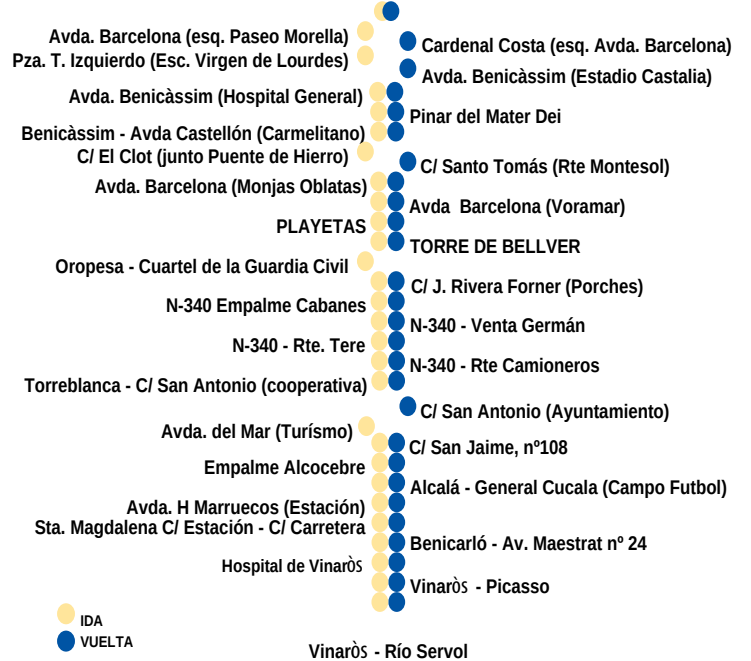 Avda. Barcelona (esq. Paseo Morella)
Cardenal Costa (esq. Avda. Barcelona)
Pza. T. Izquierdo (Esc. Virgen de Lourdes)
Avda. Benicàssim (Estadio Castalia)
Avda. Benicàssim (Hospital General)
Pinar del Mater Dei
Benicàssim - Avda Castellón (Carmelitano)
C/ El Clot (junto Puente de Hierro)
C/ Santo Tomás (Rte Montesol)
Avda. Barcelona (Monjas Oblatas)
Avda  Barcelona (Voramar)
PLAYETAS
TORRE DE BELLVER
Oropesa - Cuartel de la Guardia Civil
C/ J. Rivera Forner (Porches)
N-340 Empalme Cabanes
N-340 - Venta Germán
N-340 - Rte. Tere
N-340 - Rte Camioneros
Torreblanca - C/ San Antonio (cooperativa)
C/ San Antonio (Ayuntamiento)
Avda. del Mar (Turísmo)
C/ San Jaime, nº108
Empalme Alcocebre
Alcalá - General Cucala (Campo Futbol)
Avda. H Marruecos (Estación)
Sta. Magdalena C/ Estación - C/ Carretera
Benicarló - Av. Maestrat nº 24
Hospital de Vinaròs
Vinaròs - Picasso
IDA
VUELTA
Vinaròs - Río Servol